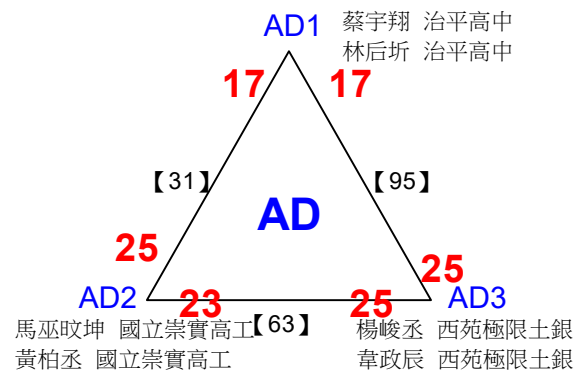 AD1 蔡宇翔 治平高中
林后圻 治平高中
17 17
【31】 【95】
AD
25 25
AD2 23 25 AD3
馬巫旼坤 國立崇實高工【63】 楊峻丞 西苑極限土銀
黃柏丞 國立崇實高工 韋政辰 西苑極限土銀